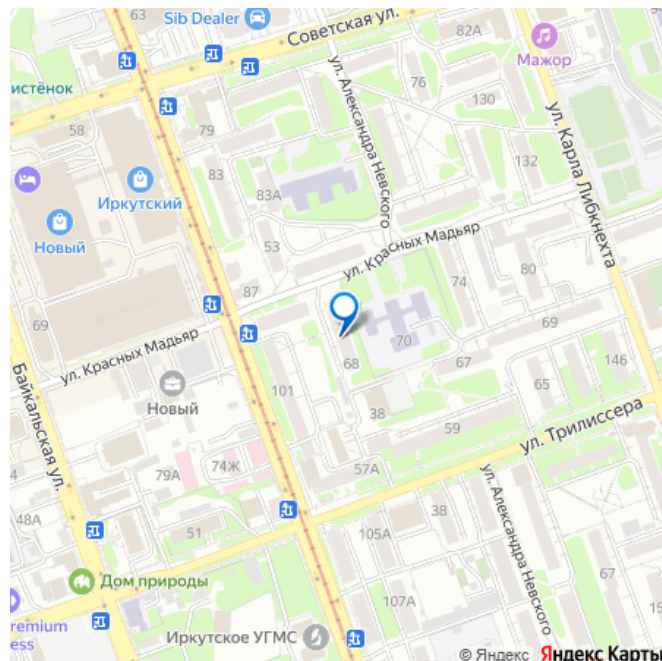 Sib Dealer
Советская ул.
82А
Мажор
истёнок
58
79
76
130
ул. Александра Невского
ул. Карла Либкнехта
83
83А
132
Иркутский
Новый
53
ул. Красных Мадьяр
74
80
87
69
ул. Красных Мадьяр
70
69
68
67
146
Байкальская ул.
Новый
101
38
65
59
ул. Трилиссера
4
79А
74Ж
57А
ул. Александра Невского
48А
51
105А
38
Дом природы
67
107А
15
remium
ess
Иркутское УГМС
© Яндекс Яндекс Карты